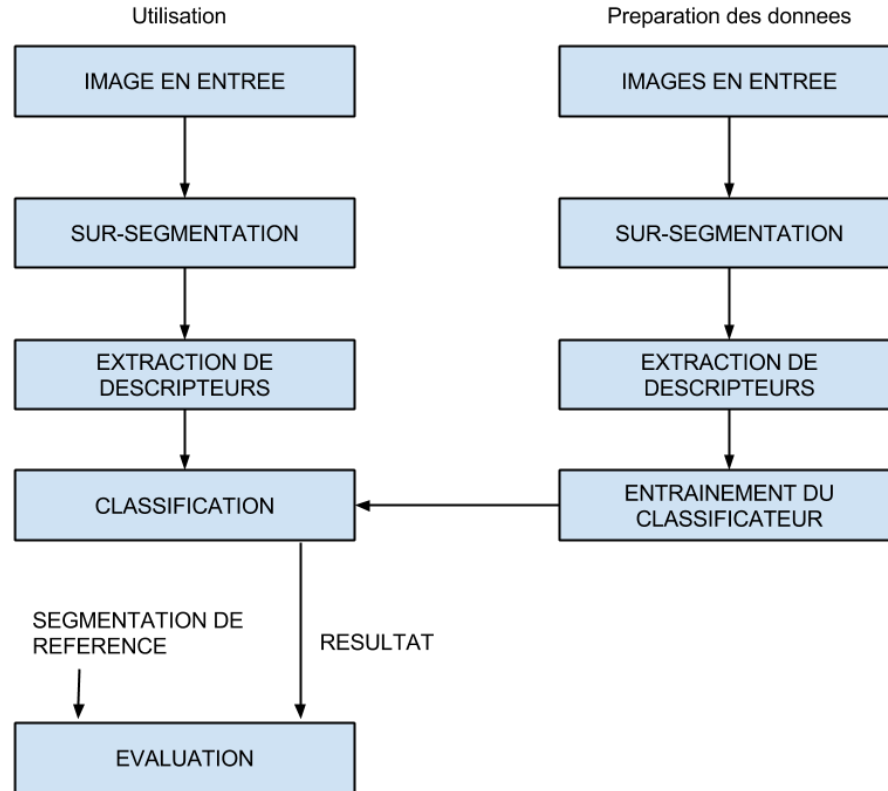 Utilisation
Preparation des donnees
IMAGE EN ENTREE
IMAGES EN ENTREE
SUR-SEGMENTATION
SUR-SEGMENTATION
EXTRACTION DE
DESCRIPTEURS
EXTRACTION DE
DESCRIPTEURS
CLASSIFICATION
ENTRAINEMENT DU
CLASSIFICATEUR
SEGMENTATION DE
REFERENCE
RESULTAT
EVALUATION